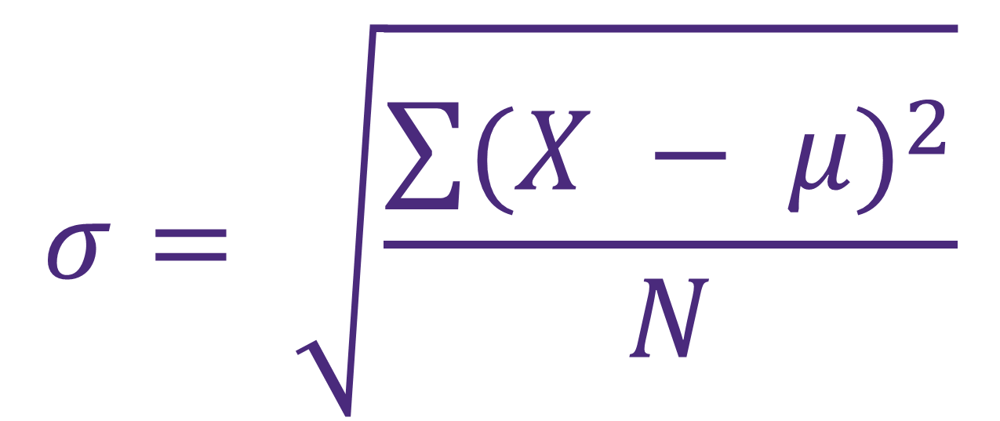 σ = √(∑(X − μ)² / N)